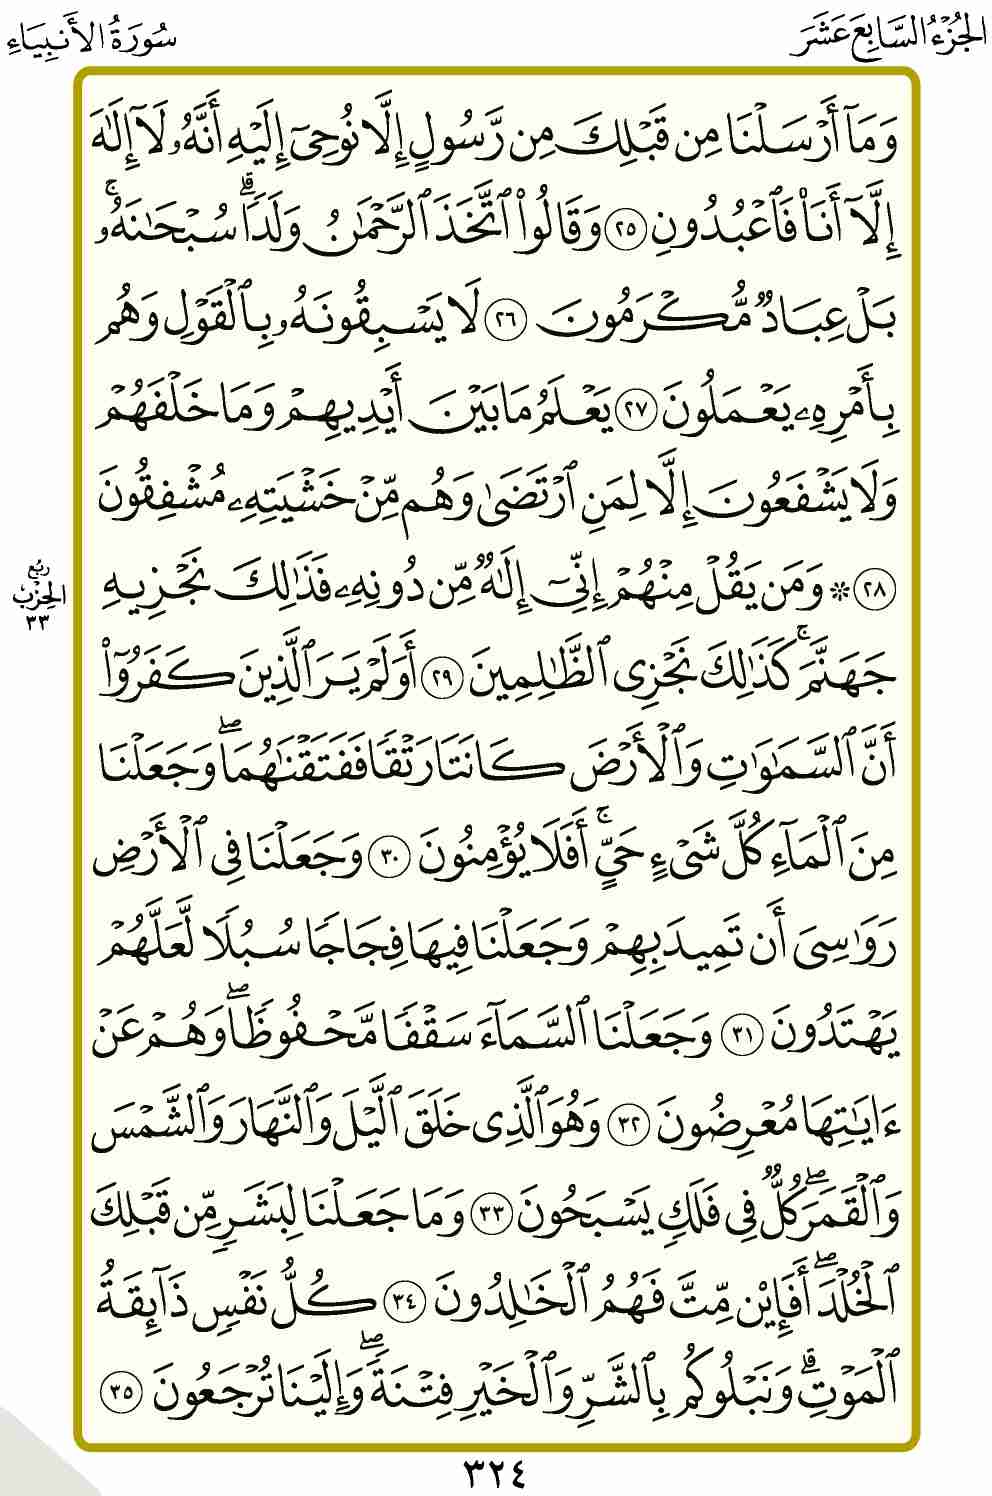 الجُزْءُ السَّابِعَ عَشَرَ
سُورَةُ الأَنبِيَاءِ
وَمَآ أَرْسَلْنَا مِن قَبْلِكَ مِن رَّسُولٍ إِلَّا نُوحِىٓ إِلَيْهِ أَنَّهُۥ لَآ إِلَٰهَ
إِلَّآ أَنَا۠ فَٱعْبُدُونِ ٢٥ وَقَالُوا۟ ٱتَّخَذَ ٱلرَّحْمَٰنُ وَلَدًا ۗ سُبْحَٰنَهُۥ ۚ
بَلْ عِبَادٌ مُّكْرَمُونَ ٢٦ لَا يَسْبِقُونَهُۥ بِٱلْقَوْلِ وَهُم
بِأَمْرِهِۦ يَعْمَلُونَ ٢٧ يَعْلَمُ مَا بَيْنَ أَيْدِيهِمْ وَمَا خَلْفَهُمْ
وَلَا يَشْفَعُونَ إِلَّا لِمَنِ ٱرْتَضَىٰ وَهُم مِّنْ خَشْيَتِهِۦ مُشْفِقُونَ
٢٨ ۞ وَمَن يَقُلْ مِنْهُمْ إِنِّىٓ إِلَٰهٌ مِّن دُونِهِۦ فَذَٰلِكَ نَجْزِيهِ
جَهَنَّمَ ۚ كَذَٰلِكَ نَجْزِى ٱلظَّٰلِمِينَ ٢٩ أَوَلَمْ يَرَ ٱلَّذِينَ كَفَرُوٓا۟
أَنَّ ٱلسَّمَٰوَٰتِ وَٱلْأَرْضَ كَانَتَا رَتْقًا فَفَتَقْنَٰهُمَا ۖ وَجَعَلْنَا
مِنَ ٱلْمَآءِ كُلَّ شَىْءٍ حَىٍّ ۚ أَفَلَا يُؤْمِنُونَ ٣٠ وَجَعَلْنَا فِى ٱلْأَرْضِ
رَوَٰسِىَ أَن تَمِيدَ بِهِمْ وَجَعَلْنَا فِيهَا فِجَاجًا سُبُلًا لَّعَلَّهُمْ
يَهْتَدُونَ ٣١ وَجَعَلْنَا ٱلسَّمَآءَ سَقْفًا مَّحْفُوظًا ۖ وَهُمْ عَنْ
ءَايَٰتِهَا مُعْرِضُونَ ٣٢ وَهُوَ ٱلَّذِى خَلَقَ ٱلَّيْلَ وَٱلنَّهَارَ وَٱلشَّمْسَ
وَٱلْقَمَرَ ۖ كُلٌّ فِى فَلَكٍ يَسْبَحُونَ ٣٣ وَمَا جَعَلْنَا لِبَشَرٍ مِّن قَبْلِكَ
ٱلْخُلْدَ ۖ أَفَإِي۟ن مِّتَّ فَهُمُ ٱلْخَٰلِدُونَ ٣٤ كُلُّ نَفْسٍ ذَآئِقَةُ
ٱلْمَوْتِ ۗ وَنَبْلُوكُم بِٱلشَّرِّ وَٱلْخَيْرِ فِتْنَةً ۖ وَإِلَيْنَا تُرْجَعُونَ ٣٥
رُبُع
الحِزْب
٣٣
٣٢٤